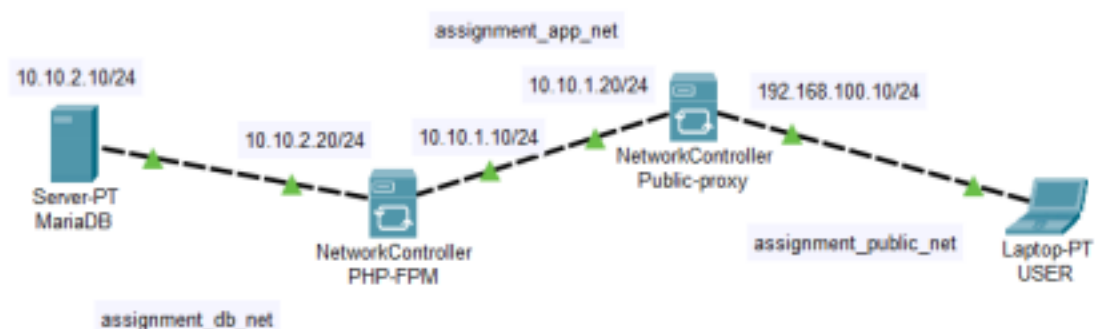 assignment_app_net
10.10.2.10/24
10.10.1.20/24
192.168.100.10/24
10.10.2.20/24
10.10.1.10/24
NetworkController
Public-proxy
Server-PT
MariaDB
NetworkController
PHP-FPM
assignment_public_net
Laptop-PT
USER
assignment_db_net